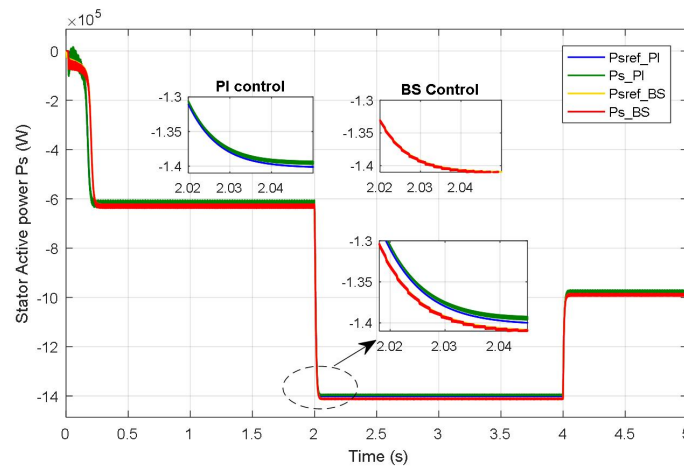 ×10⁵
0
-2
-4
-6
-8
-10
-12
-14
Stator Active power Ps (W)
0 0.5 1 1.5 2 2.5 3 3.5 4 4.5 5
Time (s)
Psref_PI
Ps_PI
Psref_BS
Ps_BS
PI control
-1.3
-1.35
-1.4
2.02 2.03 2.04
BS Control
-1.3
-1.35
-1.4
2.02 2.03 2.04
-1.3
-1.35
-1.4
2.02 2.03 2.04